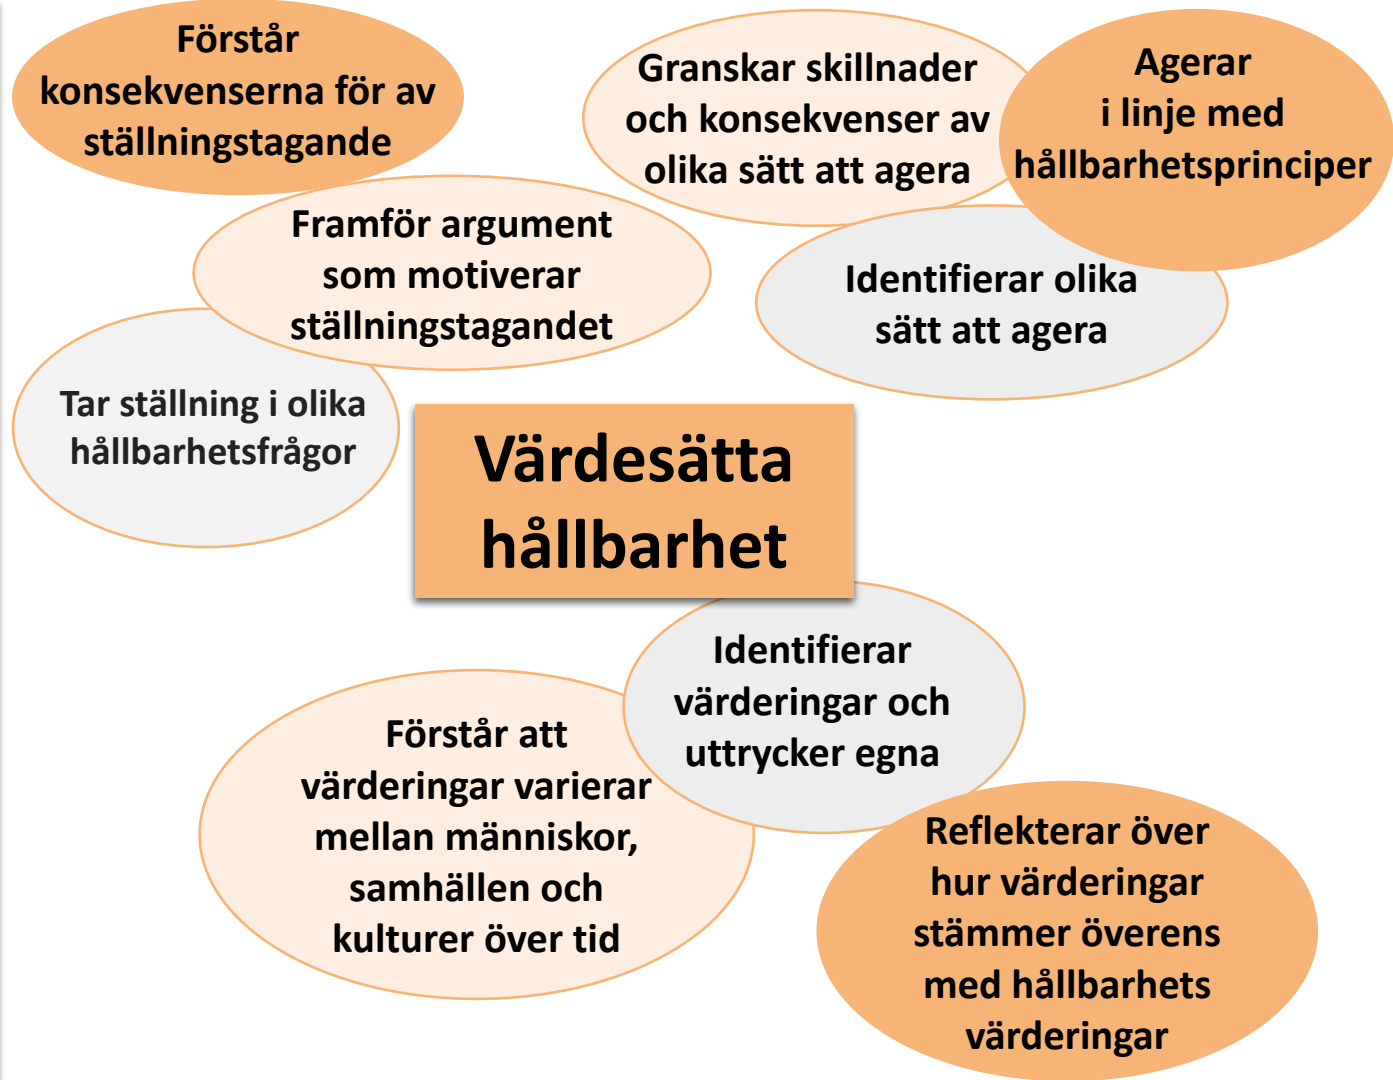 Förstår
konsekvenserna för av
ställningstagande
Granskar skillnader
och konsekvenser av
olika sätt att agera
Agerar
i linje med
hållbarhetsprinciper
Framför argument
som motiverar
ställningstagandet
Identifierar olika
sätt att agera
Tar ställning i olika
hållbarhetsfrågor
Värdesätta
hållbarhet
Identifierar
värderingar och
uttrycker egna
Förstår att
värderingar varierar
mellan människor,
samhällen och
kulturer över tid
Reflekterar över
hur värderingar
stämmer överens
med hållbarhets
värderingar